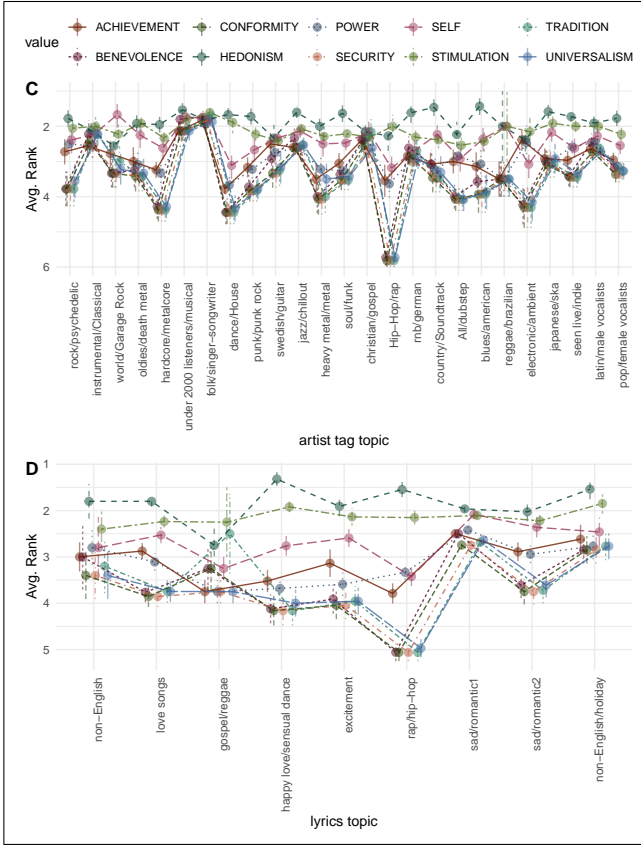 value
ACHIEVEMENT CONFORMITY POWER SELF TRADITION
BENEVOLENCE HEDONISM SECURITY STIMULATION UNIVERSALISM
C
2
4
6
Avg. Rank
rock/psychedelic
instrumental/Classical
world/Garage Rock
oldies/death metal
hardcore/metalcore
under 2000 listeners/musical
folk/singer-songwriter
dance/House
punk/punk rock
swedish/guitar
jazz/chillout
heavy metal/metal
soul/funk
christian/gospel
Hip-Hop/rap
rnb/german
country/Soundtrack
All/dubstep
blues/american
reggae/brazilian
electronic/ambient
japanese/ska
seen live/indie
latin/male vocalists
pop/female vocalists
artist tag topic
D
1
2
3
4
5
Avg. Rank
non-English
love songs
gospel/reggae
happy love/sensual dance
excitement
rap/hip-hop
sad/romantic1
sad/romantic2
non-English/holiday
lyrics topic